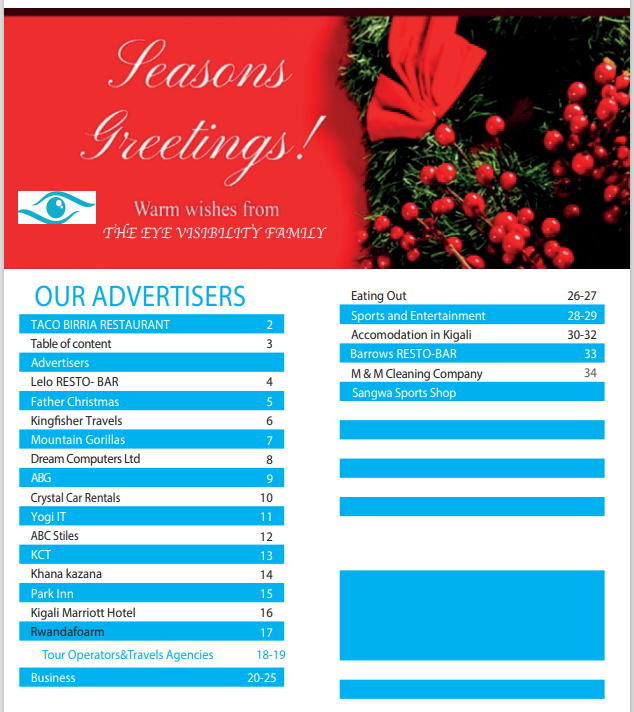 Seasons
Greetings!
Warm wishes from
THE EYE VISIBILITY FAMILY
OUR ADVERTISERS
TACO BIRRIA RESTAURANT 2
Table of content 3
Advertisers
Lelo RESTO- BAR 4
Father Christmas 5
Kingfisher Travels 6
Mountain Gorillas 7
Dream Computers Ltd 8
ABG 9
Crystal Car Rentals 10
Yogi IT 11
ABC Stiles 12
KCT 13
Khana kazana 14
Park Inn 15
Kigali Marriott Hotel 16
Rwandafoarm 17
Tour Operators&Travels Agencies 18-19
Business 20-25
Eating Out 26-27
Sports and Entertainment 28-29
Accomodation in Kigali 30-32
Barrows RESTO-BAR 33
M & M Cleaning Company 34
Sangwa Sports Shop